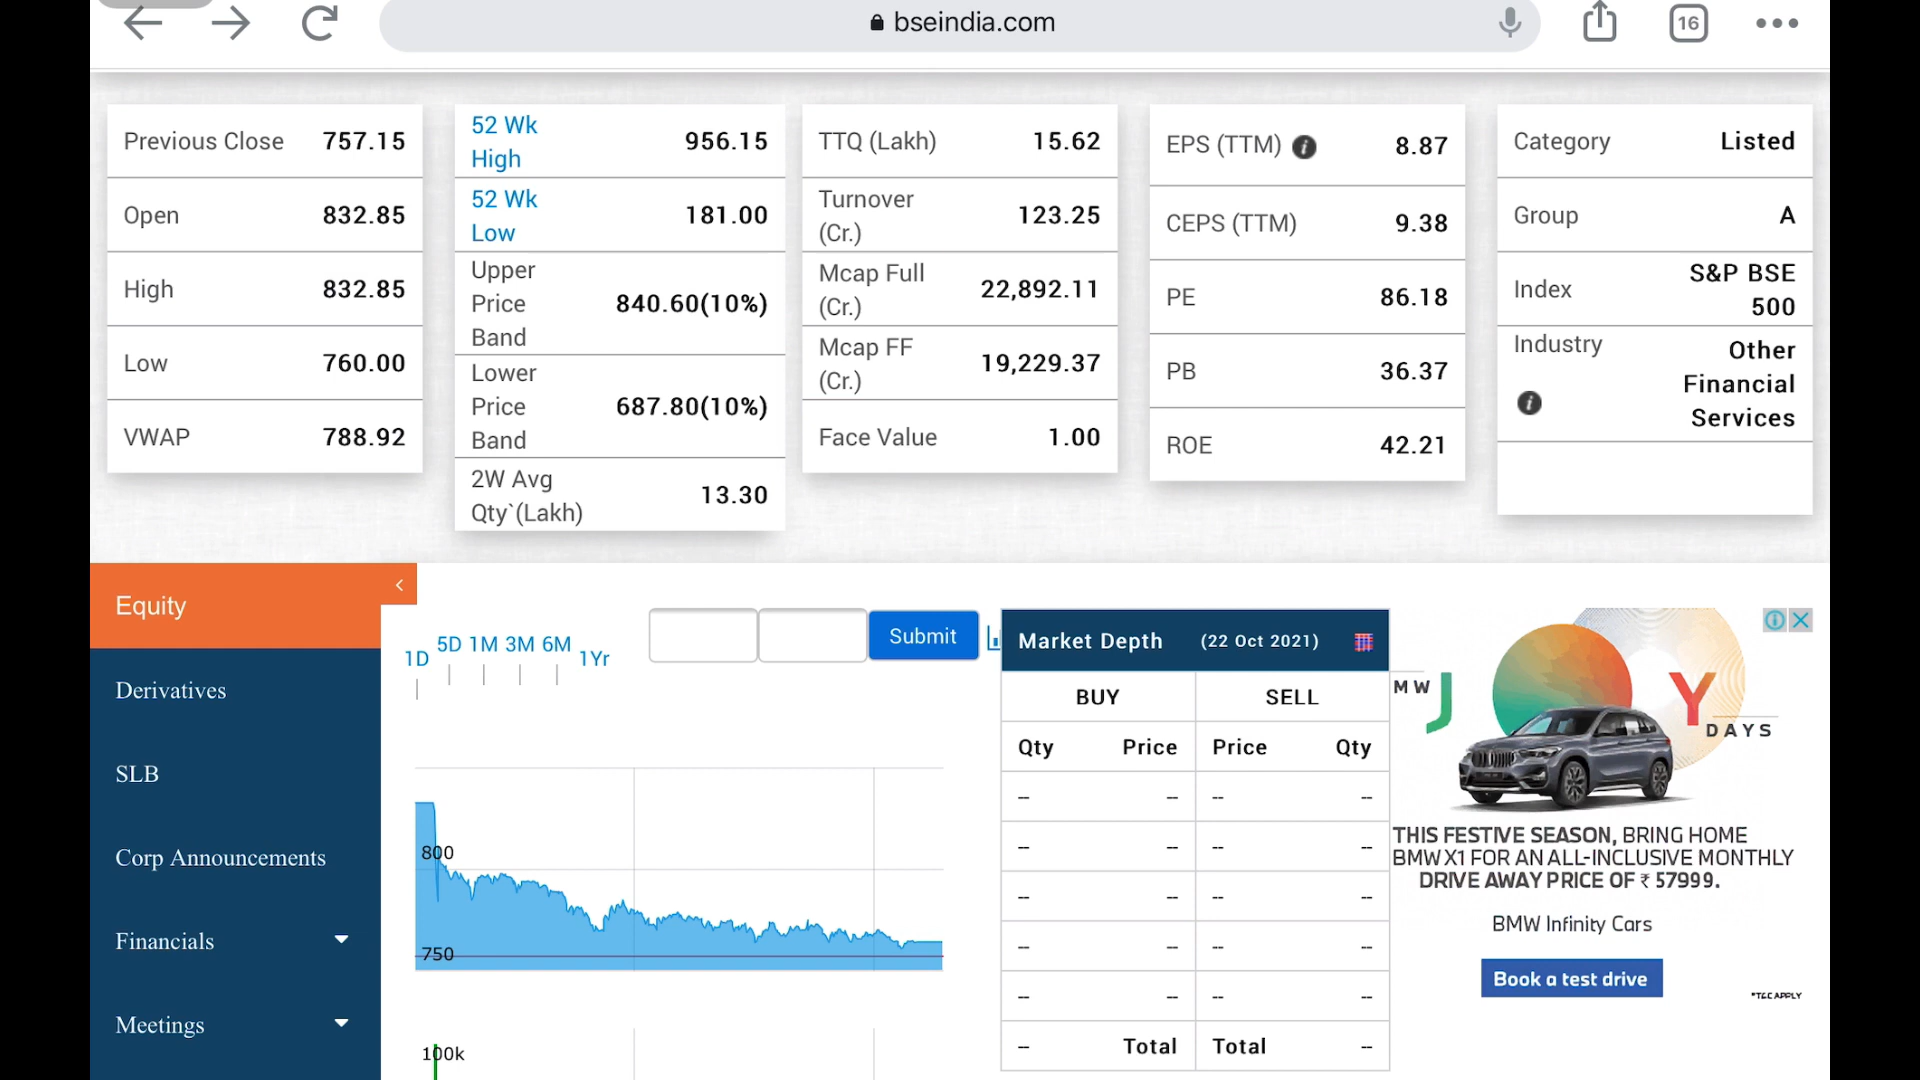 bseindia.com
16
Previous Close 757.15
Open 832.85
High 832.85
Low 760.00
VWAP 788.92
52 Wk
High 956.15
52 Wk
Low 181.00
Upper
Price
Band 840.60(10%)
Lower
Price
Band 687.80(10%)
2W Avg
Qty`(Lakh) 13.30
TTQ (Lakh) 15.62
Turnover
(Cr.) 123.25
Mcap Full
(Cr.) 22,892.11
Mcap FF
(Cr.) 19,229.37
Face Value 1.00
EPS (TTM) i 8.87
CEPS (TTM) 9.38
PE 86.18
PB 36.37
ROE 42.21
Category Listed
Group A
Index S&P BSE
500
Industry Other
Financial
Services
i
Equity
Derivatives
SLB
Corp Announcements
Financials
Meetings
1D 5D 1M 3M 6M 1Yr
Submit
800
750
100k
Market Depth (22 Oct 2021)
BUY SELL
Qty Price Price Qty
-- -- -- --
-- -- -- --
-- -- -- --
-- -- -- --
-- -- -- --
-- Total Total --
MW J Y
DAYS
THIS FESTIVE SEASON, BRING HOME
BMW X1 FOR AN ALL-INCLUSIVE MONTHLY
DRIVE AWAY PRICE OF ₹ 57999.
BMW Infinity Cars
Book a test drive
*T&C APPLY